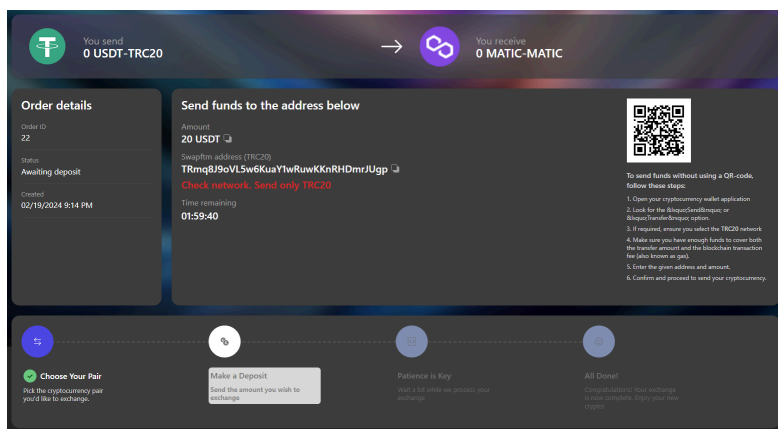 You send
0 USDT-TRC20
You receive
0 MATIC-MATIC
Order details
Order ID
22
Status
Awaiting deposit
Created
02/19/2024 9:14 PM
Send funds to the address below
Amount
20 USDT
Swapftm address (TRC20)
TRmq8J9oVL5w6KuaY1wRuwKKnRHDmrJUgp
Check network. Send only TRC20
Time remaining
01:59:40
To send funds without using a QR-code,
follow these steps:
1. Open your cryptocurrency wallet application
2. Look for the &lsquo;Send&rsquo; or
&lsquo;Transfer&rsquo; option.
3. If required, ensure you select the TRC20 network
4. Make sure you have enough funds to cover both
the transfer amount and the blockchain transaction
fee (also known as gas).
5. Enter the given address and amount.
6. Confirm and proceed to send your cryptocurrency.
Choose Your Pair
Pick the cryptocurrency pair
you'd like to exchange.
Make a Deposit
Send the amount you wish to
exchange
Patience is Key
Wait a bit while we process your
exchange
All Done!
Congratulations! Your exchange
is now complete. Enjoy your new
crypto!